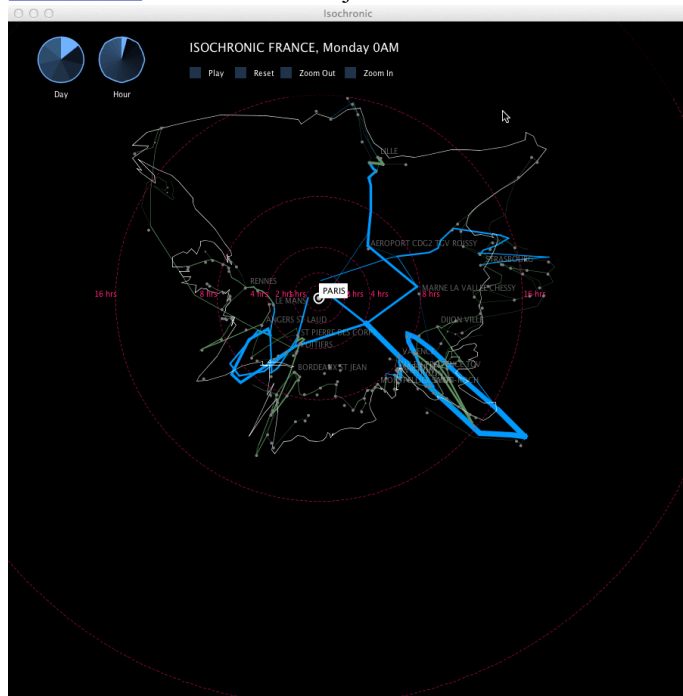 Isochronic
ISOCHRONIC FRANCE, Monday 0AM
Play Reset Zoom Out Zoom In
Day Hour
LILLE
AEROPORT CDG2 TGV ROISSY
STRASBOURG
RENNES
MARNE LA VALLEE CHESSY
PARIS
16 hrs 8 hrs 4 hrs 4 hrs 8 hrs 16 hrs
LE MANS
ANGERS ST LAUD
DIJON VILLE
ST PIERRE DES CORPS
POITIERS
VALENCE
BORDEAUX ST JEAN